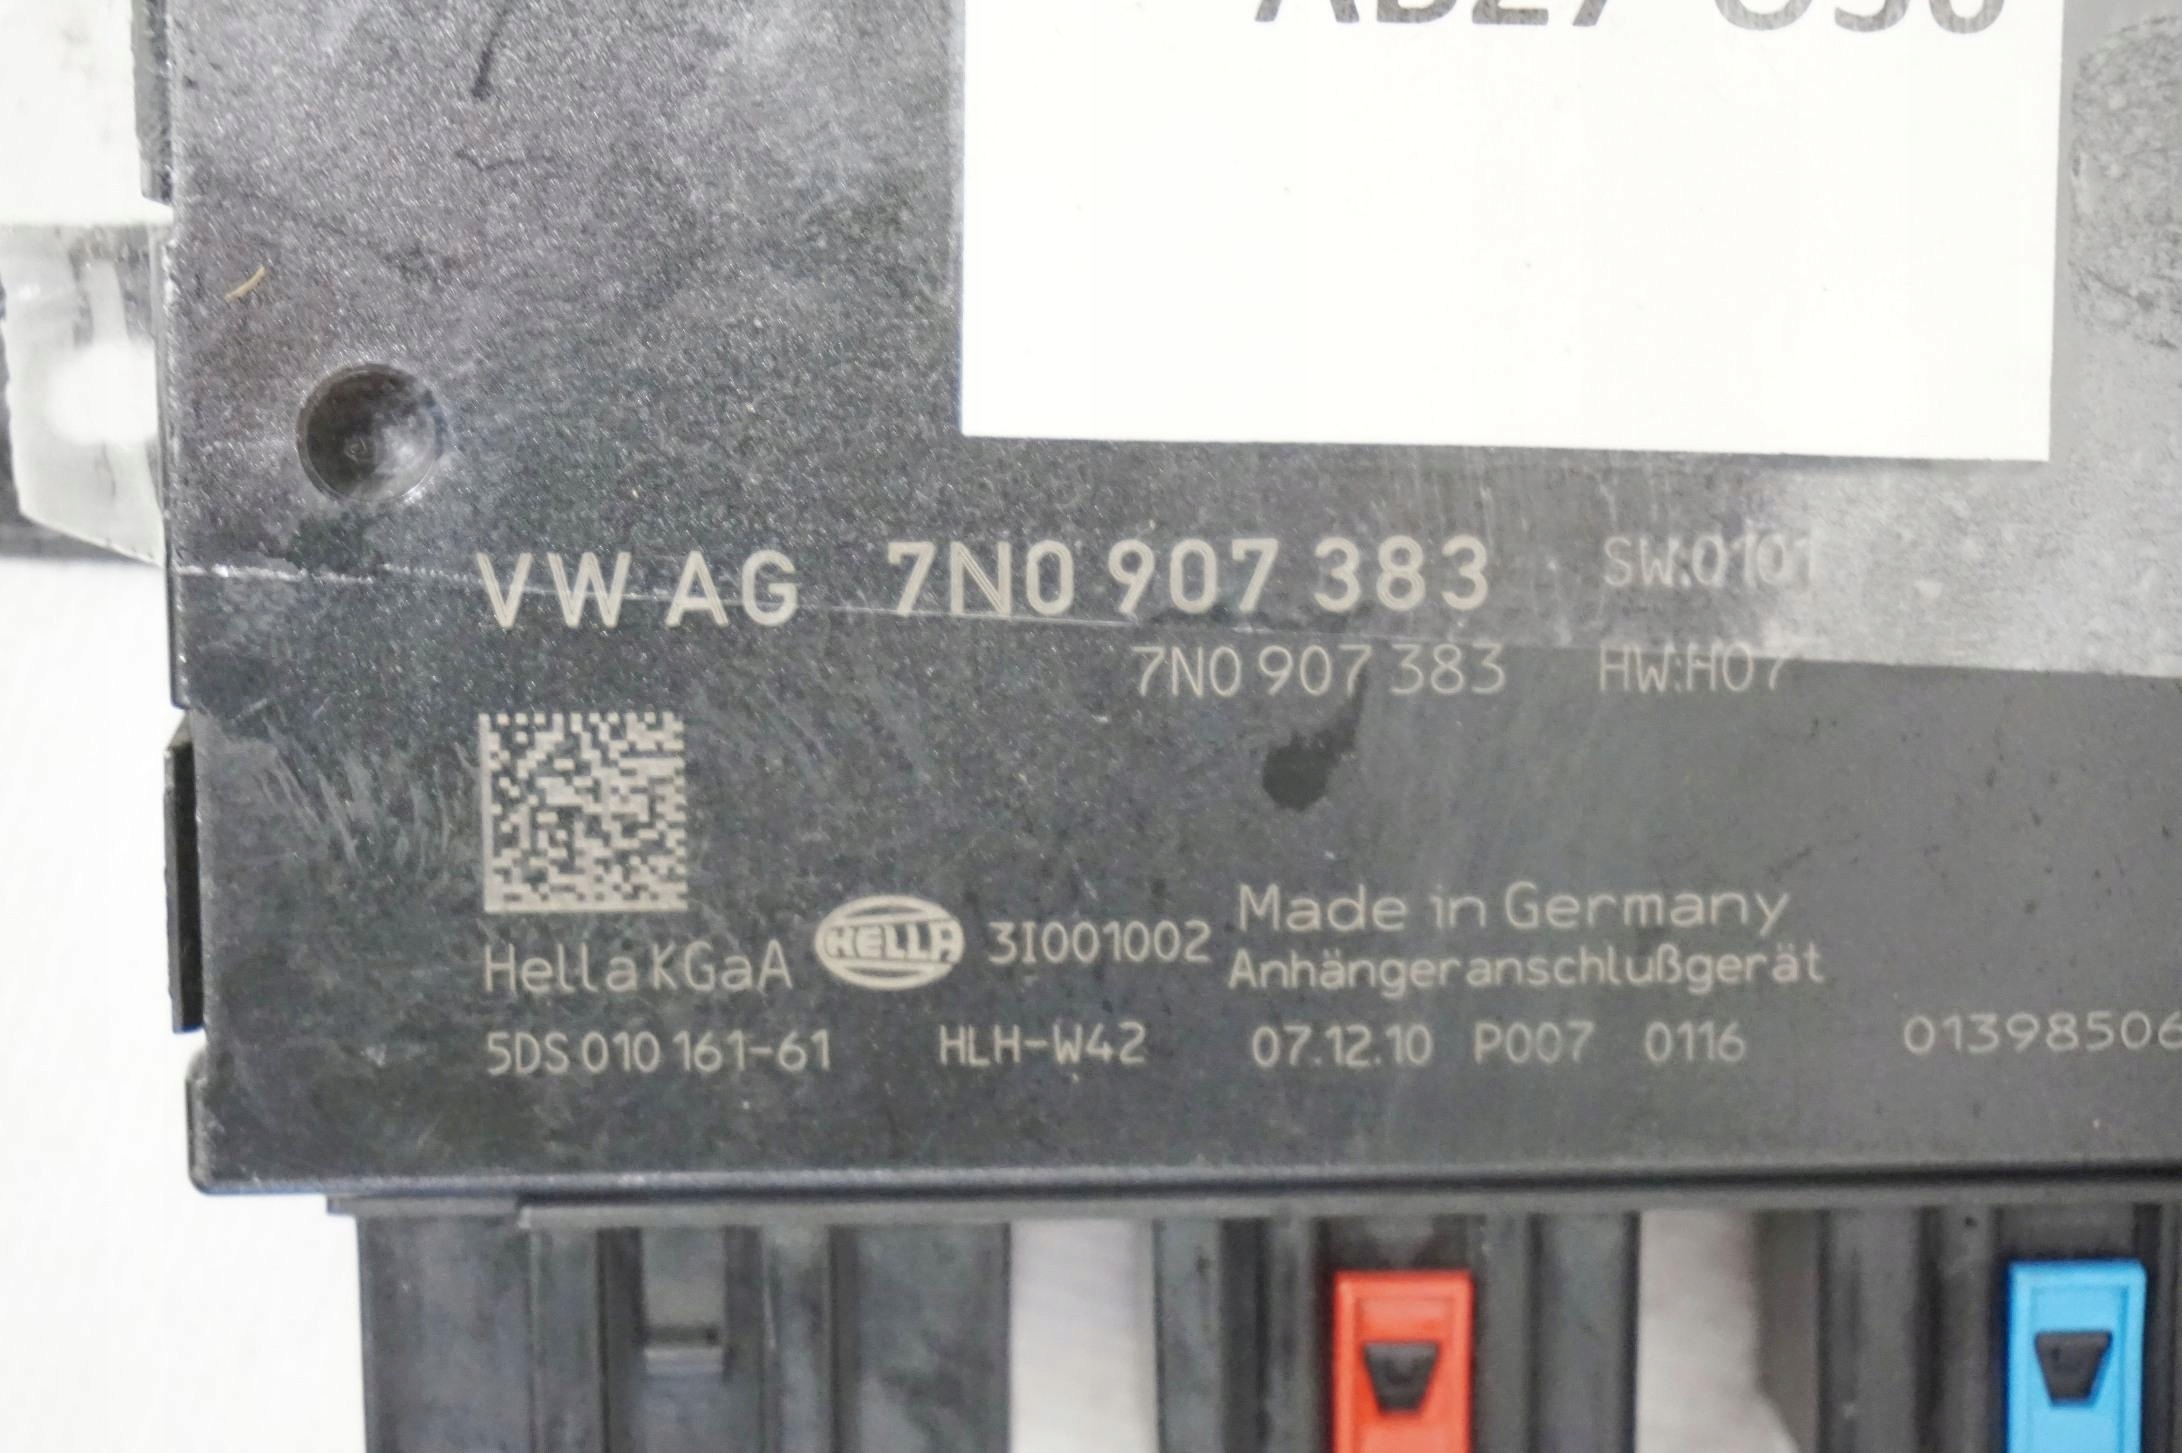 VW AG 7N0 907 383 SW:0101
7N0 907 383 HW:H07
Made in Germany
Hella KGaA HELLA 3I001002 Anhängeranschlußgerät
5DS 010 161-61 HLH-W42 07.12.10 P007 0116 01398506